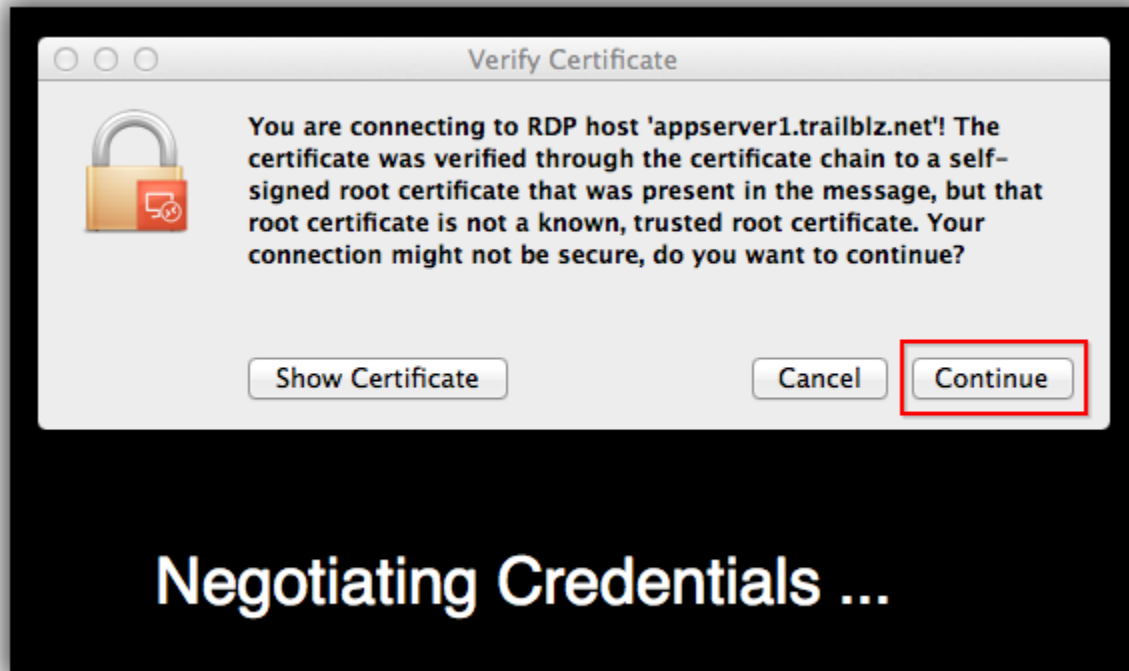 Verify Certificate
You are connecting to RDP host 'appserver1.trailblz.net'! The
certificate was verified through the certificate chain to a self-
signed root certificate that was present in the message, but that
root certificate is not a known, trusted root certificate. Your
connection might not be secure, do you want to continue?
Show Certificate Cancel Continue
Negotiating Credentials ...